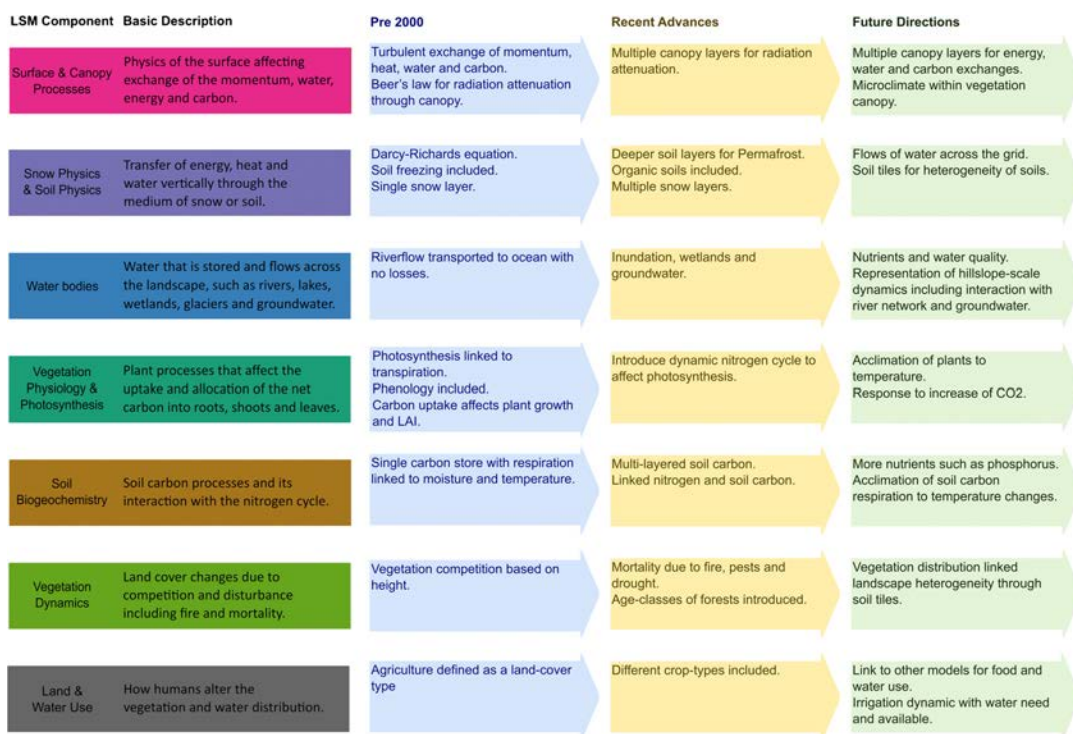 LSM Component
Basic Description
Pre 2000
Recent Advances
Future Directions
Surface & Canopy
Processes
Physics of the surface affecting
exchange of the momentum, water,
energy and carbon.
Turbulent exchange of momentum,
heat, water and carbon.
Beer's law for radiation attenuation
through canopy.
Multiple canopy layers for radiation
attenuation.
Multiple canopy layers for energy,
water and carbon exchanges.
Microclimate within vegetation
canopy.
Snow Physics
& Soil Physics
Transfer of energy, heat and
water vertically through the
medium of snow or soil.
Darcy-Richards equation.
Soil freezing included.
Single snow layer.
Deeper soil layers for Permafrost.
Organic soils included.
Multiple snow layers.
Flows of water across the grid.
Soil tiles for heterogeneity of soils.
Water bodies
Water that is stored and flows across
the landscape, such as rivers, lakes,
wetlands, glaciers and groundwater.
Riverflow transported to ocean with
no losses.
Inundation, wetlands and
groundwater.
Nutrients and water quality.
Representation of hillslope-scale
dynamics including interaction with
river network and groundwater.
Vegetation
Physiology &
Photosynthesis
Plant processes that affect the
uptake and allocation of the net
carbon into roots, shoots and leaves.
Photosynthesis linked to
transpiration.
Phenology included.
Carbon uptake affects plant growth
and LAI.
Introduce dynamic nitrogen cycle to
affect photosynthesis.
Acclimation of plants to
temperature.
Response to increase of CO2.
Soil
Biogeochemistry
Soil carbon processes and its
interaction with the nitrogen cycle.
Single carbon store with respiration
linked to moisture and temperature.
Multi-layered soil carbon.
Linked nitrogen and soil carbon.
More nutrients such as phosphorus.
Acclimation of soil carbon
respiration to temperature changes.
Vegetation
Dynamics
Land cover changes due to
competition and disturbance
including fire and mortality.
Vegetation competition based on
height.
Mortality due to fire, pests and
drought.
Age-classes of forests introduced.
Vegetation distribution linked
landscape heterogeneity through
soil tiles.
Land &
Water Use
How humans alter the
vegetation and water distribution.
Agriculture defined as a land-cover
type
Different crop-types included.
Link to other models for food and
water use.
Irrigation dynamic with water need
and available.